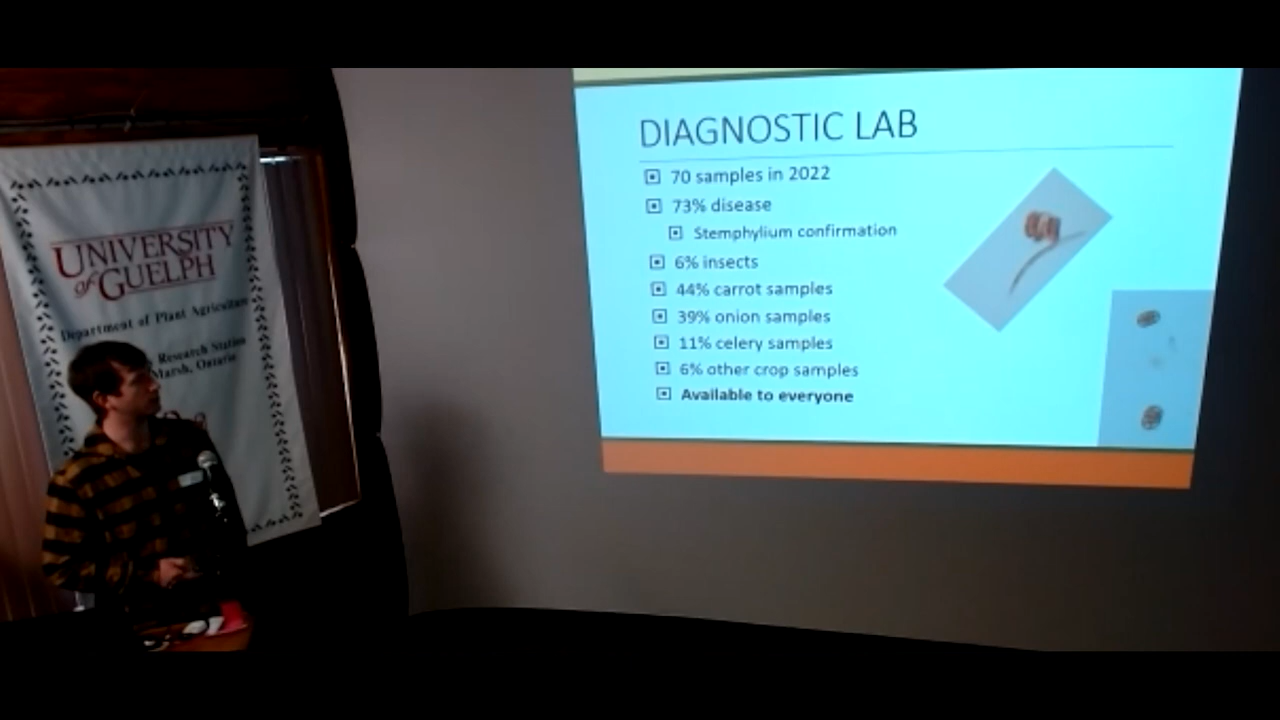 UNIVERSITY
of GUELPH
Department of Plant Agriculture
Research Station
Marsh, Ontario
DIAGNOSTIC LAB
70 samples in 2022
73% disease
Stemphylium confirmation
6% insects
44% carrot samples
39% onion samples
11% celery samples
6% other crop samples
Available to everyone